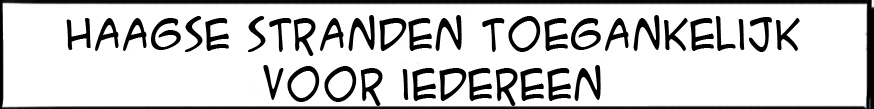 HAAGSE STRANDEN TOEGANKELIJK
VOOR IEDEREEN